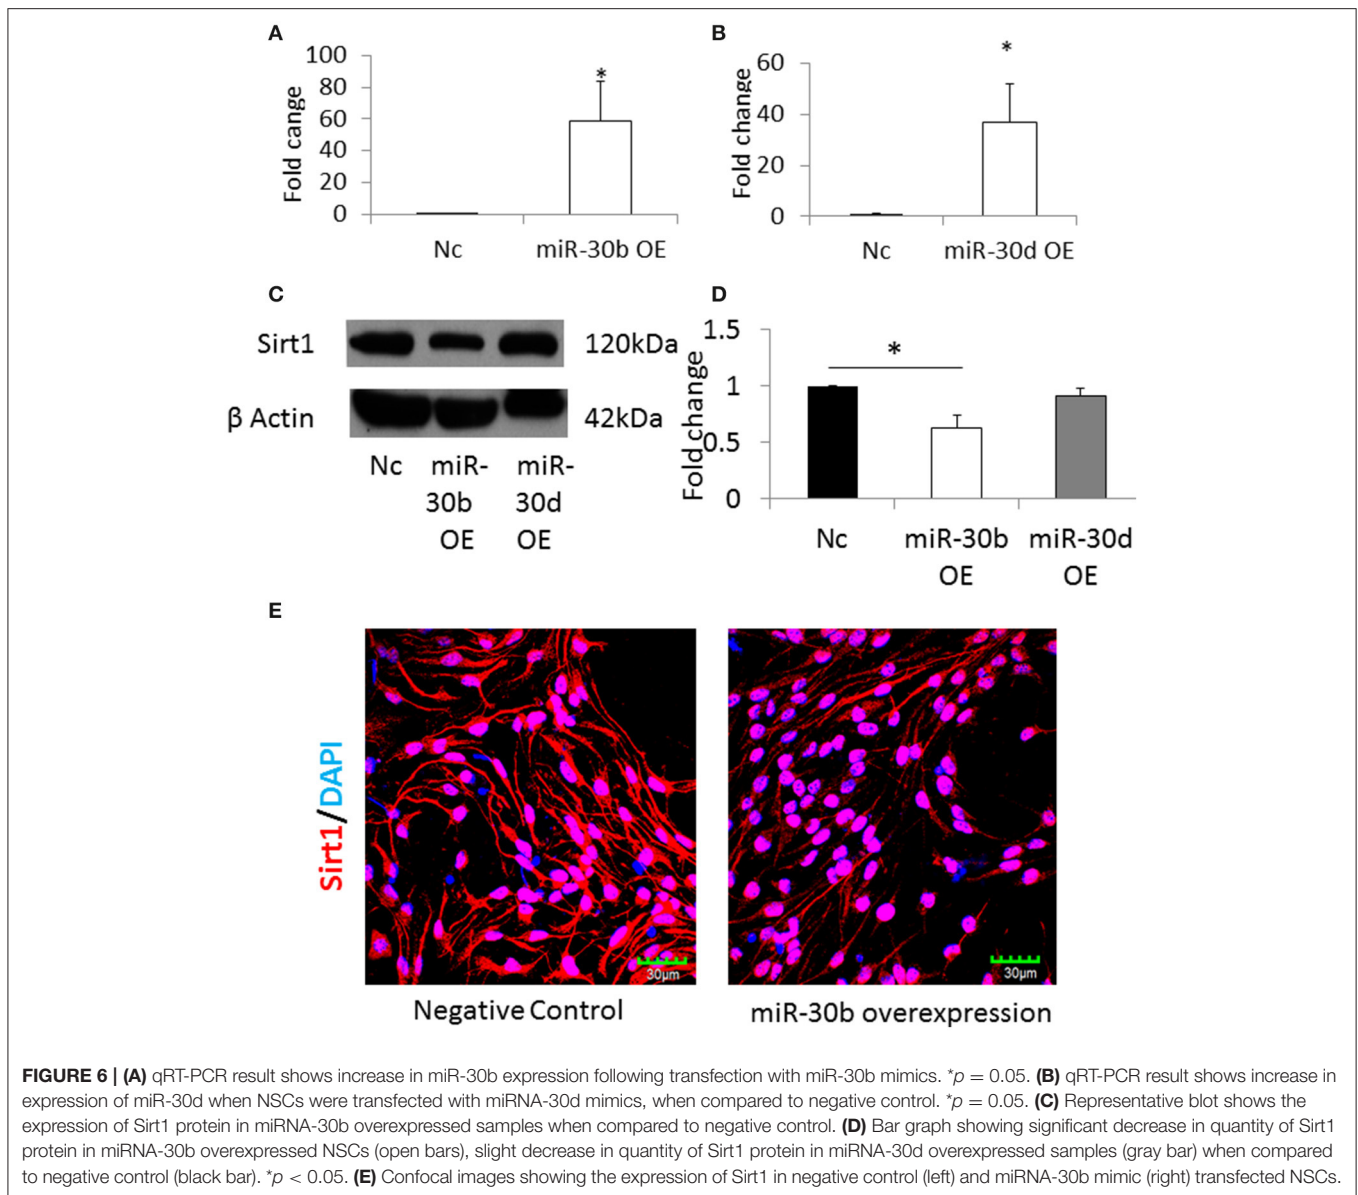 A
100
80
60
40
20
0
Fold cange
*
Nc
miR-30b OE
B
60
40
20
0
Fold change
*
Nc
miR-30d OE
C
Sirt1
120kDa
β Actin
42kDa
Nc
miR-
30b
OE
miR-
30d
OE
D
1.5
1
0.5
0
Fold change
*
Nc
miR-30b
OE
miR-30d
OE
E
Sirt1/DAPI
30µm
30µm
Negative Control
miR-30b overexpression
FIGURE 6 | (A) qRT-PCR result shows increase in miR-30b expression following transfection with miR-30b mimics. *p = 0.05. (B) qRT-PCR result shows increase in
expression of miR-30d when NSCs were transfected with miRNA-30d mimics, when compared to negative control. *p = 0.05. (C) Representative blot shows the
expression of Sirt1 protein in miRNA-30b overexpressed samples when compared to negative control. (D) Bar graph showing significant decrease in quantity of Sirt1
protein in miRNA-30b overexpressed NSCs (open bars), slight decrease in quantity of Sirt1 protein in miRNA-30d overexpressed samples (gray bar) when compared
to negative control (black bar). *p < 0.05. (E) Confocal images showing the expression of Sirt1 in negative control (left) and miRNA-30b mimic (right) transfected NSCs.